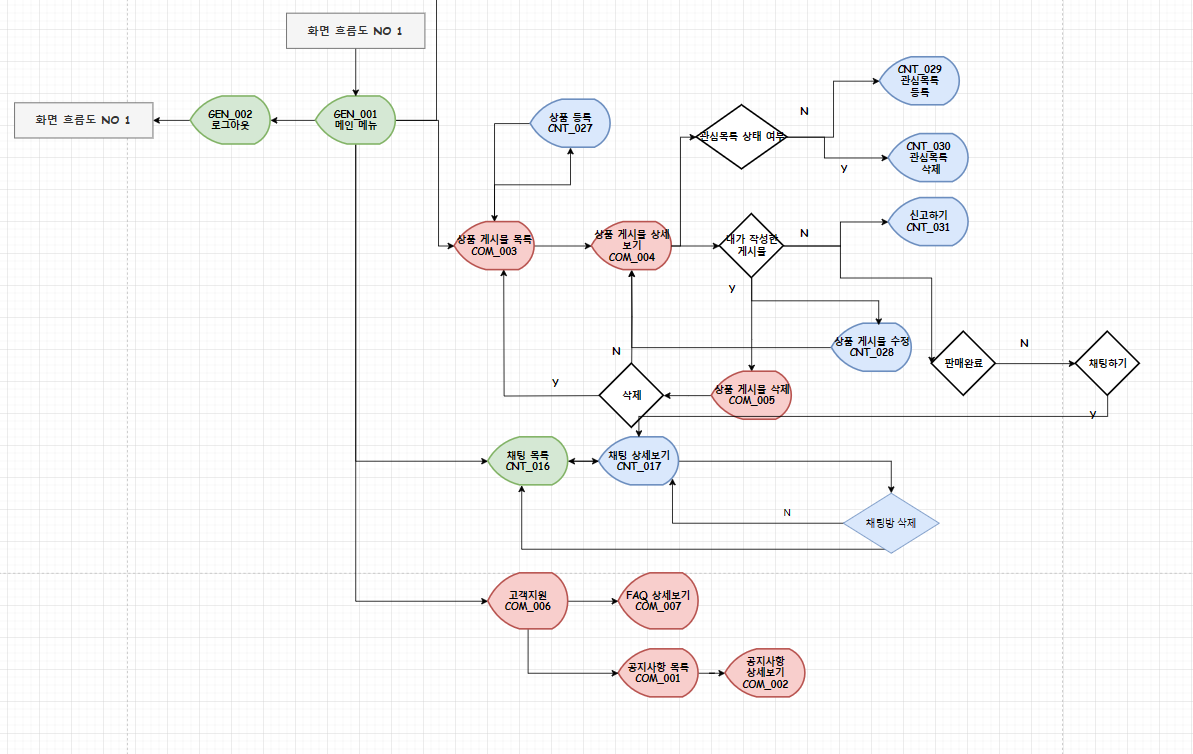 화면 흐름도 NO 1
화면 흐름도 NO 1
GEN_002
로그아웃
GEN_001
메인 메뉴
상품 등록
CNT_027
관심목록 상태 여부
N
y
CNT_029
관심목록
등록
CNT_030
관심목록
삭제
상품 게시물 목록
COM_003
상품 게시물 상세
보기
COM_004
내가 작성한
게시물
N
y
신고하기
CNT_031
상품 게시물 수정
CNT_028
판매완료
N
채팅하기
y
N
y
삭제
상품 게시물 삭제
COM_005
채팅 목록
CNT_016
채팅 상세보기
CNT_017
N
채팅방 삭제
고객지원
COM_006
FAQ 상세보기
COM_007
공지사항 목록
COM_001
공지사항
상세보기
COM_002